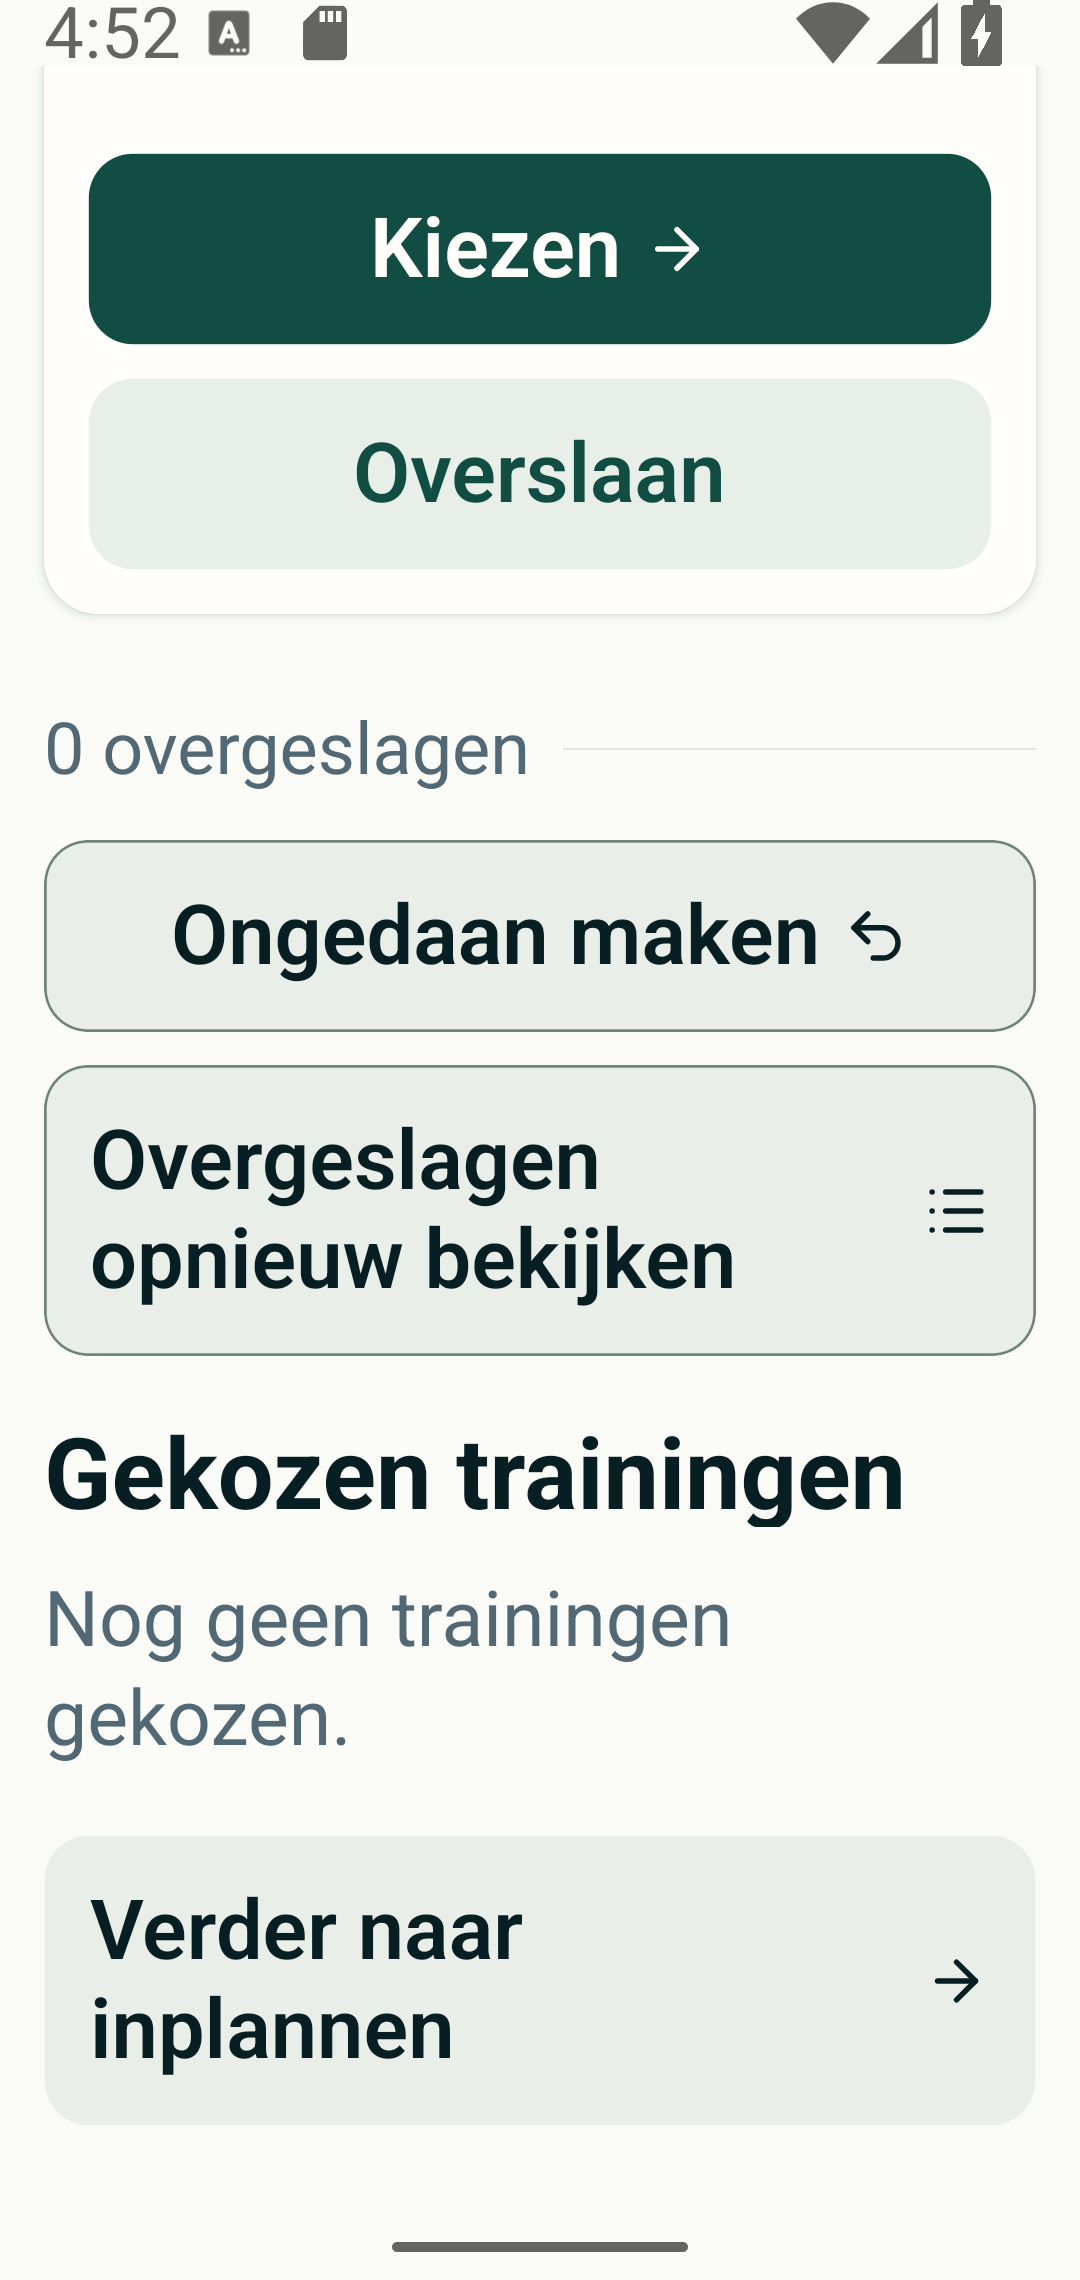 4:52
Kiezen
Overslaan
0 overgeslagen
Ongedaan maken
Overgeslagen
opnieuw bekijken
Gekozen trainingen
Nog geen trainingen
gekozen.
Verder naar
inplannen